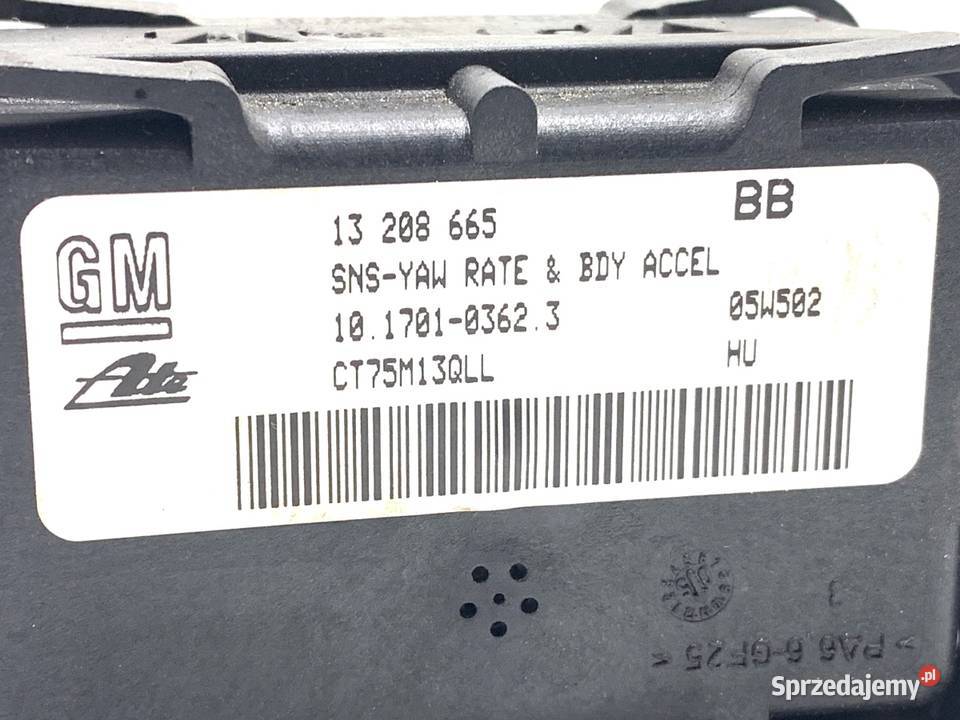 GM
Ate
13 208 665
BB
SNS-YAW RATE & BDY ACCEL
10.1701-0362.3
05W502
CT75M13QLL
HU
3
>PA6 6-GF25<
Sprzedajemy.pl